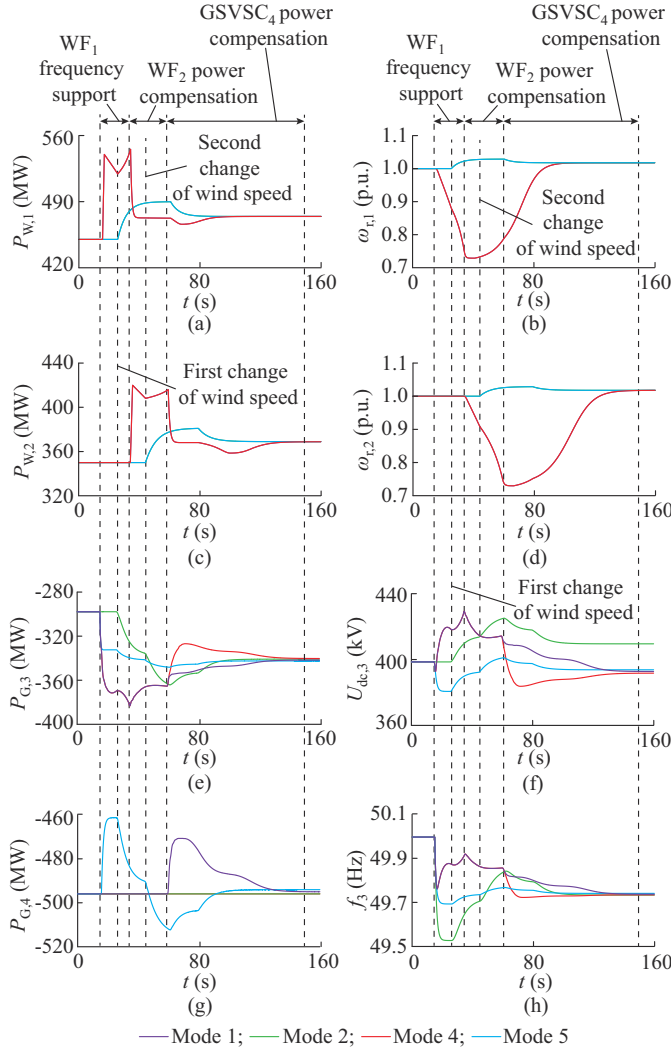 GSVSC4 power
compensation
WF1
frequency
support
WF2 power
compensation
GSVSC4 power
compensation
WF1
frequency
support
WF2 power
compensation
560
490
420
PW,1 (MW)
Second
change
of wind speed
0
80
160
t (s)
(a)
1.1
1.0
0.9
0.8
0.7
ωr,1 (p.u.)
Second
change
of wind speed
0
80
160
t (s)
(b)
440
400
360
320
PW,2 (MW)
First change
of wind speed
0
80
160
t (s)
(c)
1.1
1.0
0.9
0.8
0.7
ωr,2 (p.u.)
0
80
160
t (s)
(d)
-280
-320
-360
-400
PG,3 (MW)
0
80
160
t (s)
(e)
440
400
360
Udc,3 (kV)
First change
of wind speed
0
80
160
t (s)
(f)
-460
-480
-500
-520
PG,4 (MW)
0
80
160
t (s)
(g)
50.1
49.9
49.7
49.5
f3 (Hz)
0
80
160
t (s)
(h)
Mode 1; Mode 2; Mode 4; Mode 5